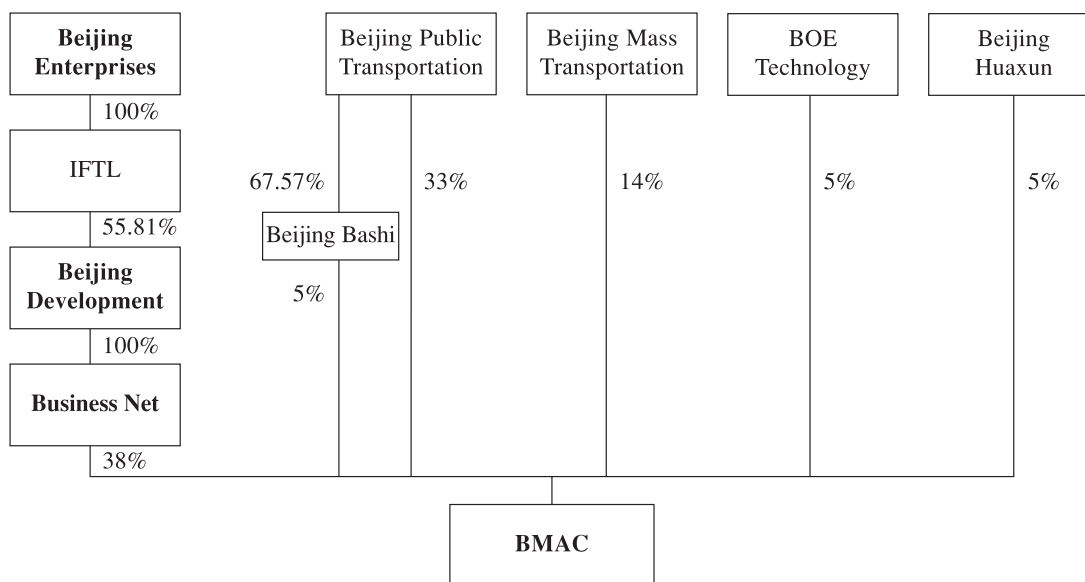 Beijing
Enterprises
Beijing Public
Transportation
Beijing Mass
Transportation
BOE
Technology
Beijing
Huaxun
100%
IFTL
67.57%
33%
14%
5%
5%
55.81%
Beijing Bashi
Beijing
Development
5%
100%
Business Net
38%
BMAC